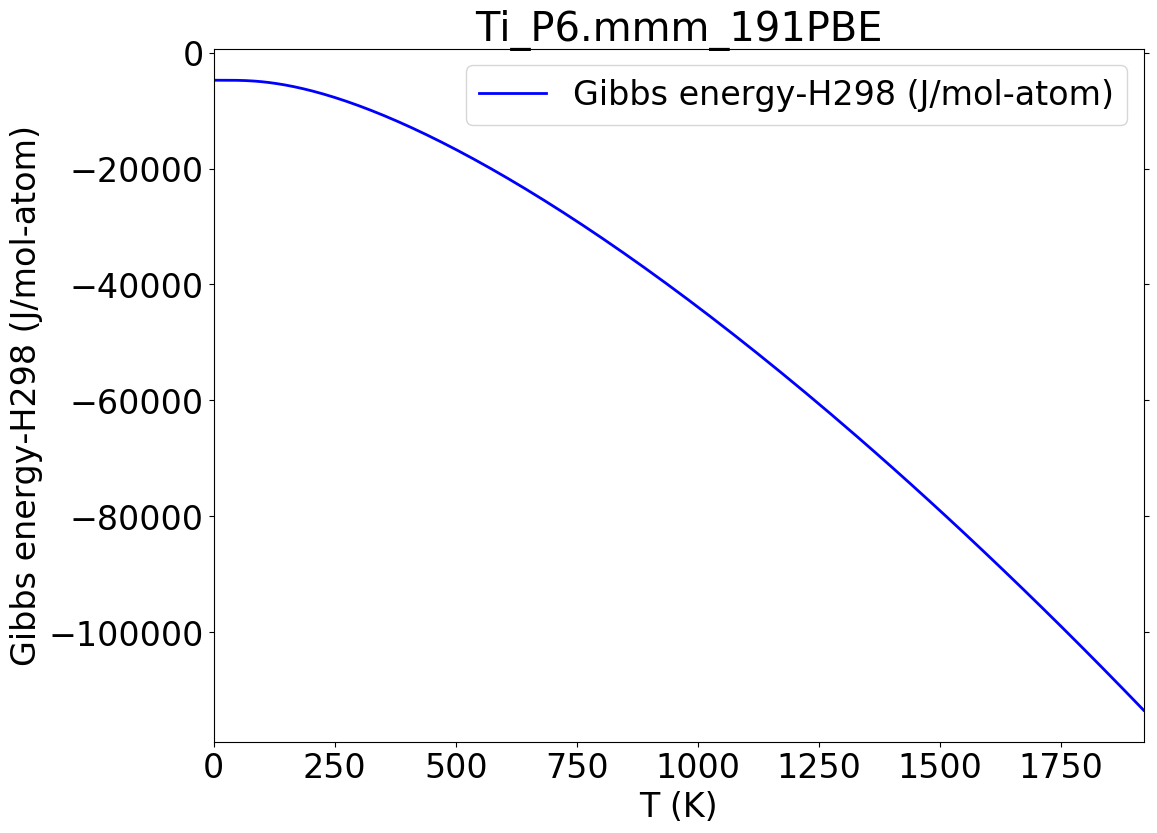 Ti_P6.mmm_191PBE
Gibbs energy-H298 (J/mol-atom)
Gibbs energy-H298 (J/mol-atom)
0
−20000
−40000
−60000
−80000
−100000
0 250 500 750 1000 1250 1500 1750
T (K)